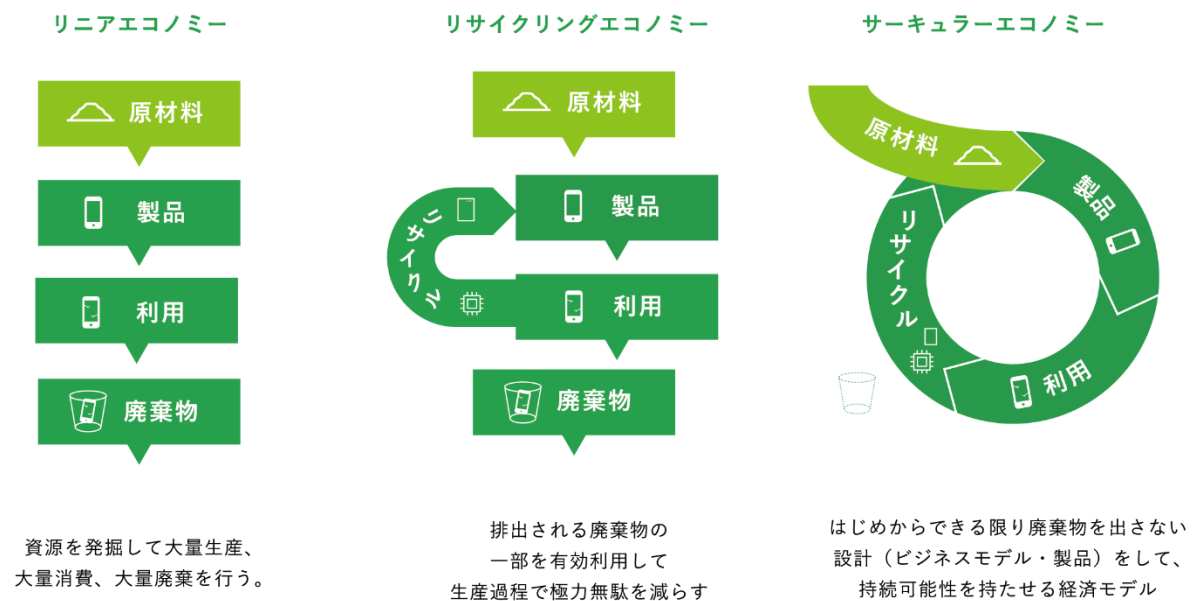 リニアエコノミー
原材料
製品
利用
廃棄物
資源を発掘して大量生産、
大量消費、大量廃棄を行う。
リサイクリングエコノミー
原材料
製品
リサイクル
利用
廃棄物
排出される廃棄物の
一部を有効利用して
生産過程で極力無駄を減らす
サーキュラーエコノミー
原材料
製品
利用
リサイクル
はじめからできる限り廃棄物を出さない
設計（ビジネスモデル・製品）をして、
持続可能性を持たせる経済モデル